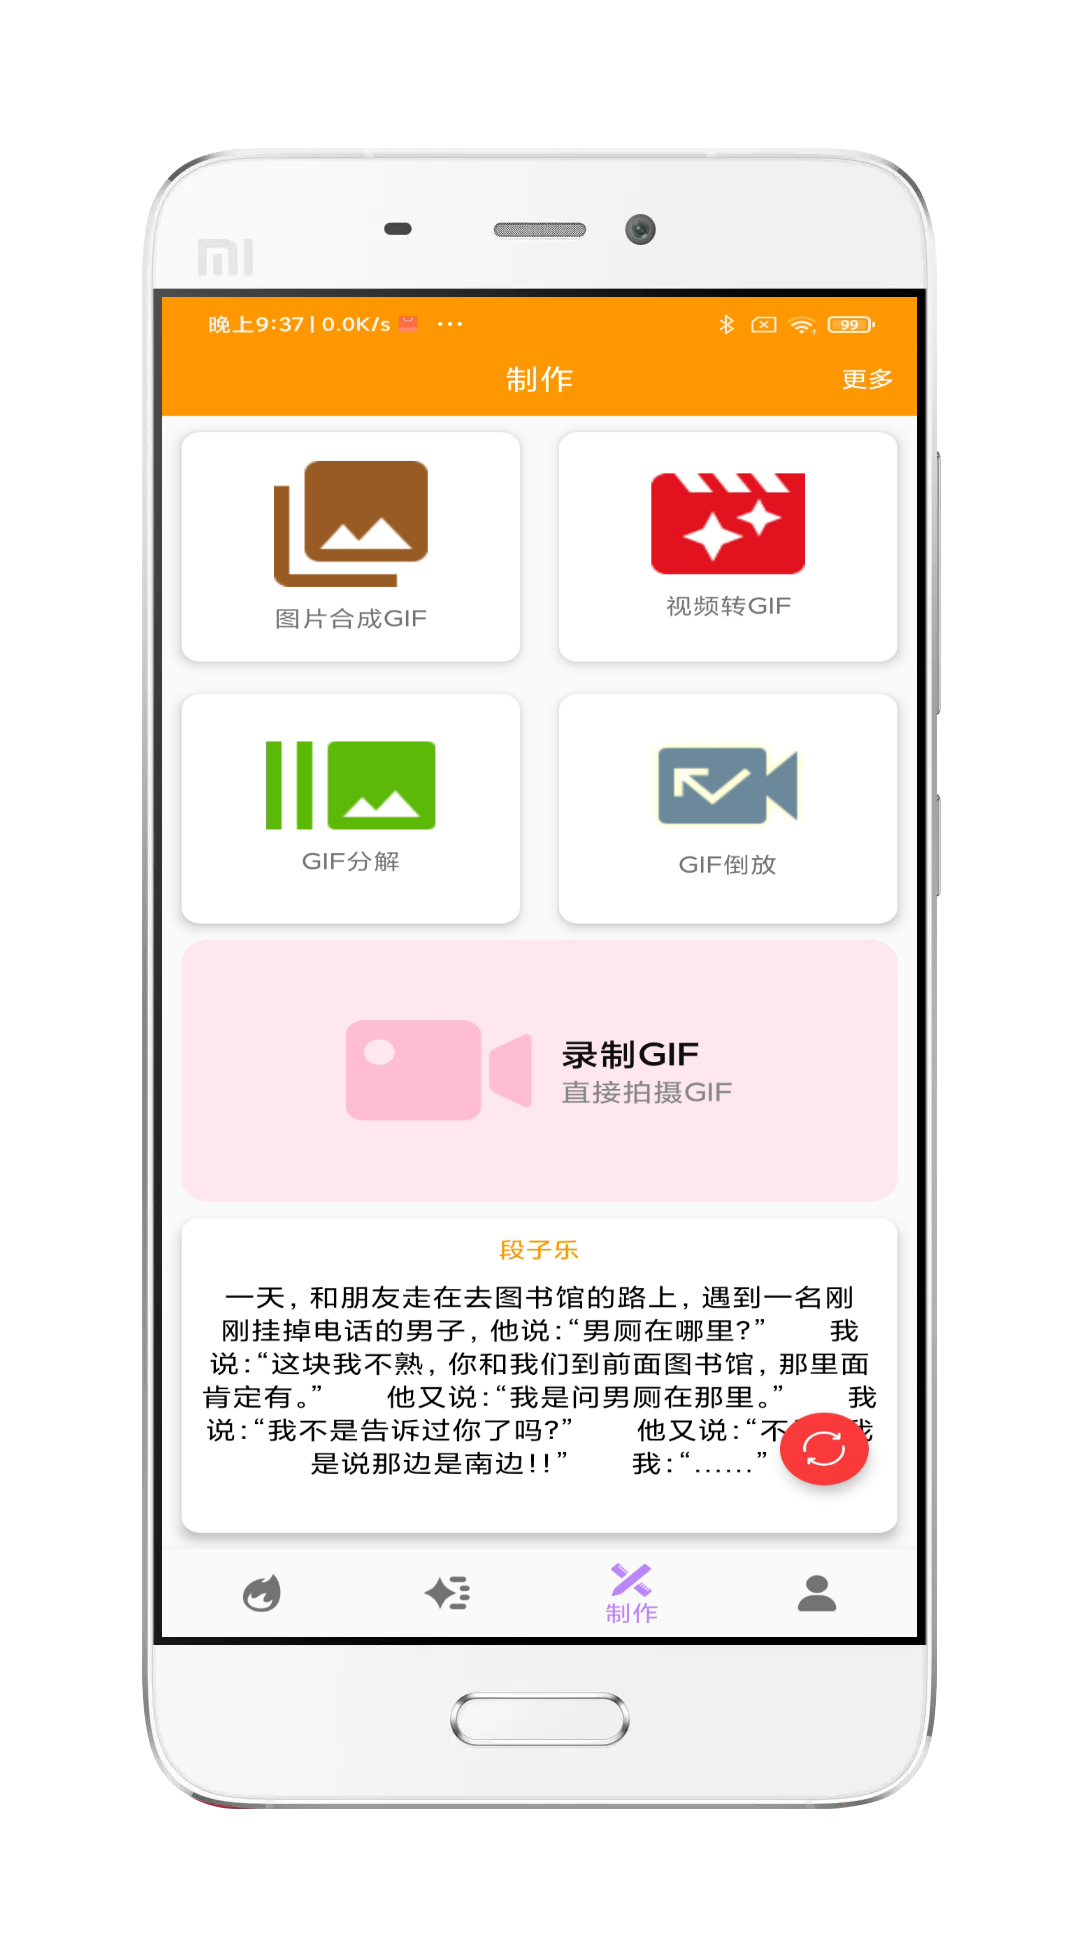 mi
晚上9:37 | 0.0K/s ···
99
制作
更多
图片合成GIF
视频转GIF
GIF分解
GIF倒放
录制GIF
直接拍摄GIF
段子乐
一天，和朋友走在去图书馆的路上，遇到一名刚
刚挂掉电话的男子，他说：“男厕在哪里?” 我
说：“这块我不熟，你和我们到前面图书馆，那里面
肯定有。” 他又说：“我是问男厕在那里。” 我
说：“我不是告诉过你了吗?” 他又说：“不 我
是说那边是南边!!” 我：“......”
制作